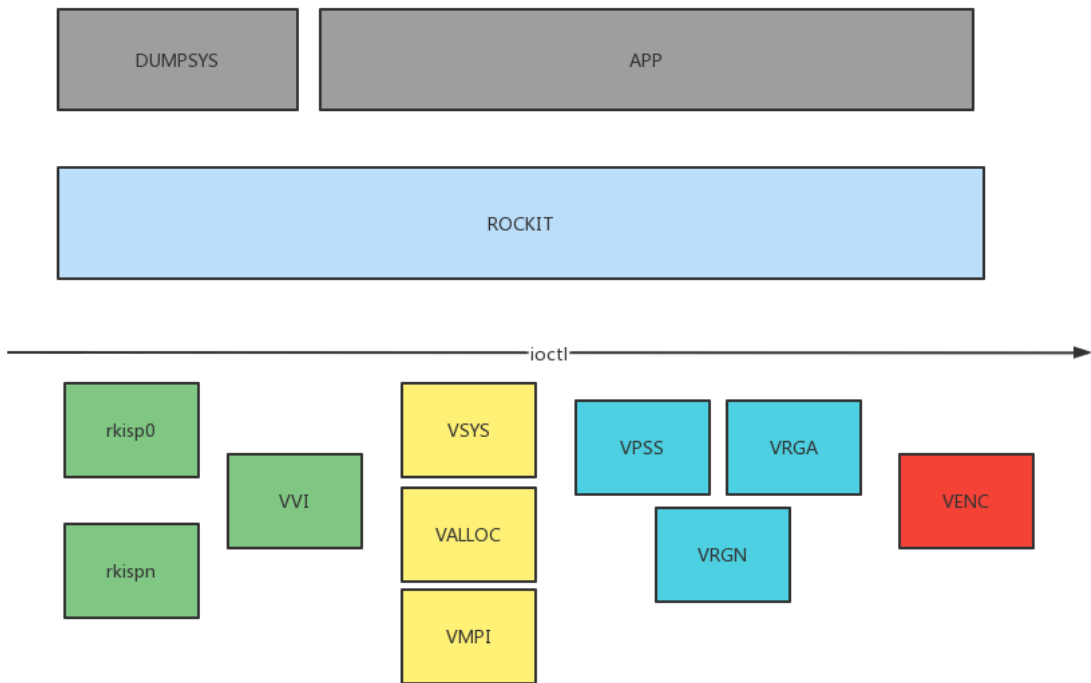 DUMPSYS
APP
ROCKIT
ioctl
rkisp0
rkispn
VVI
VSYS
VALLOC
VMPI
VPSS
VRGA
VRGN
VENC